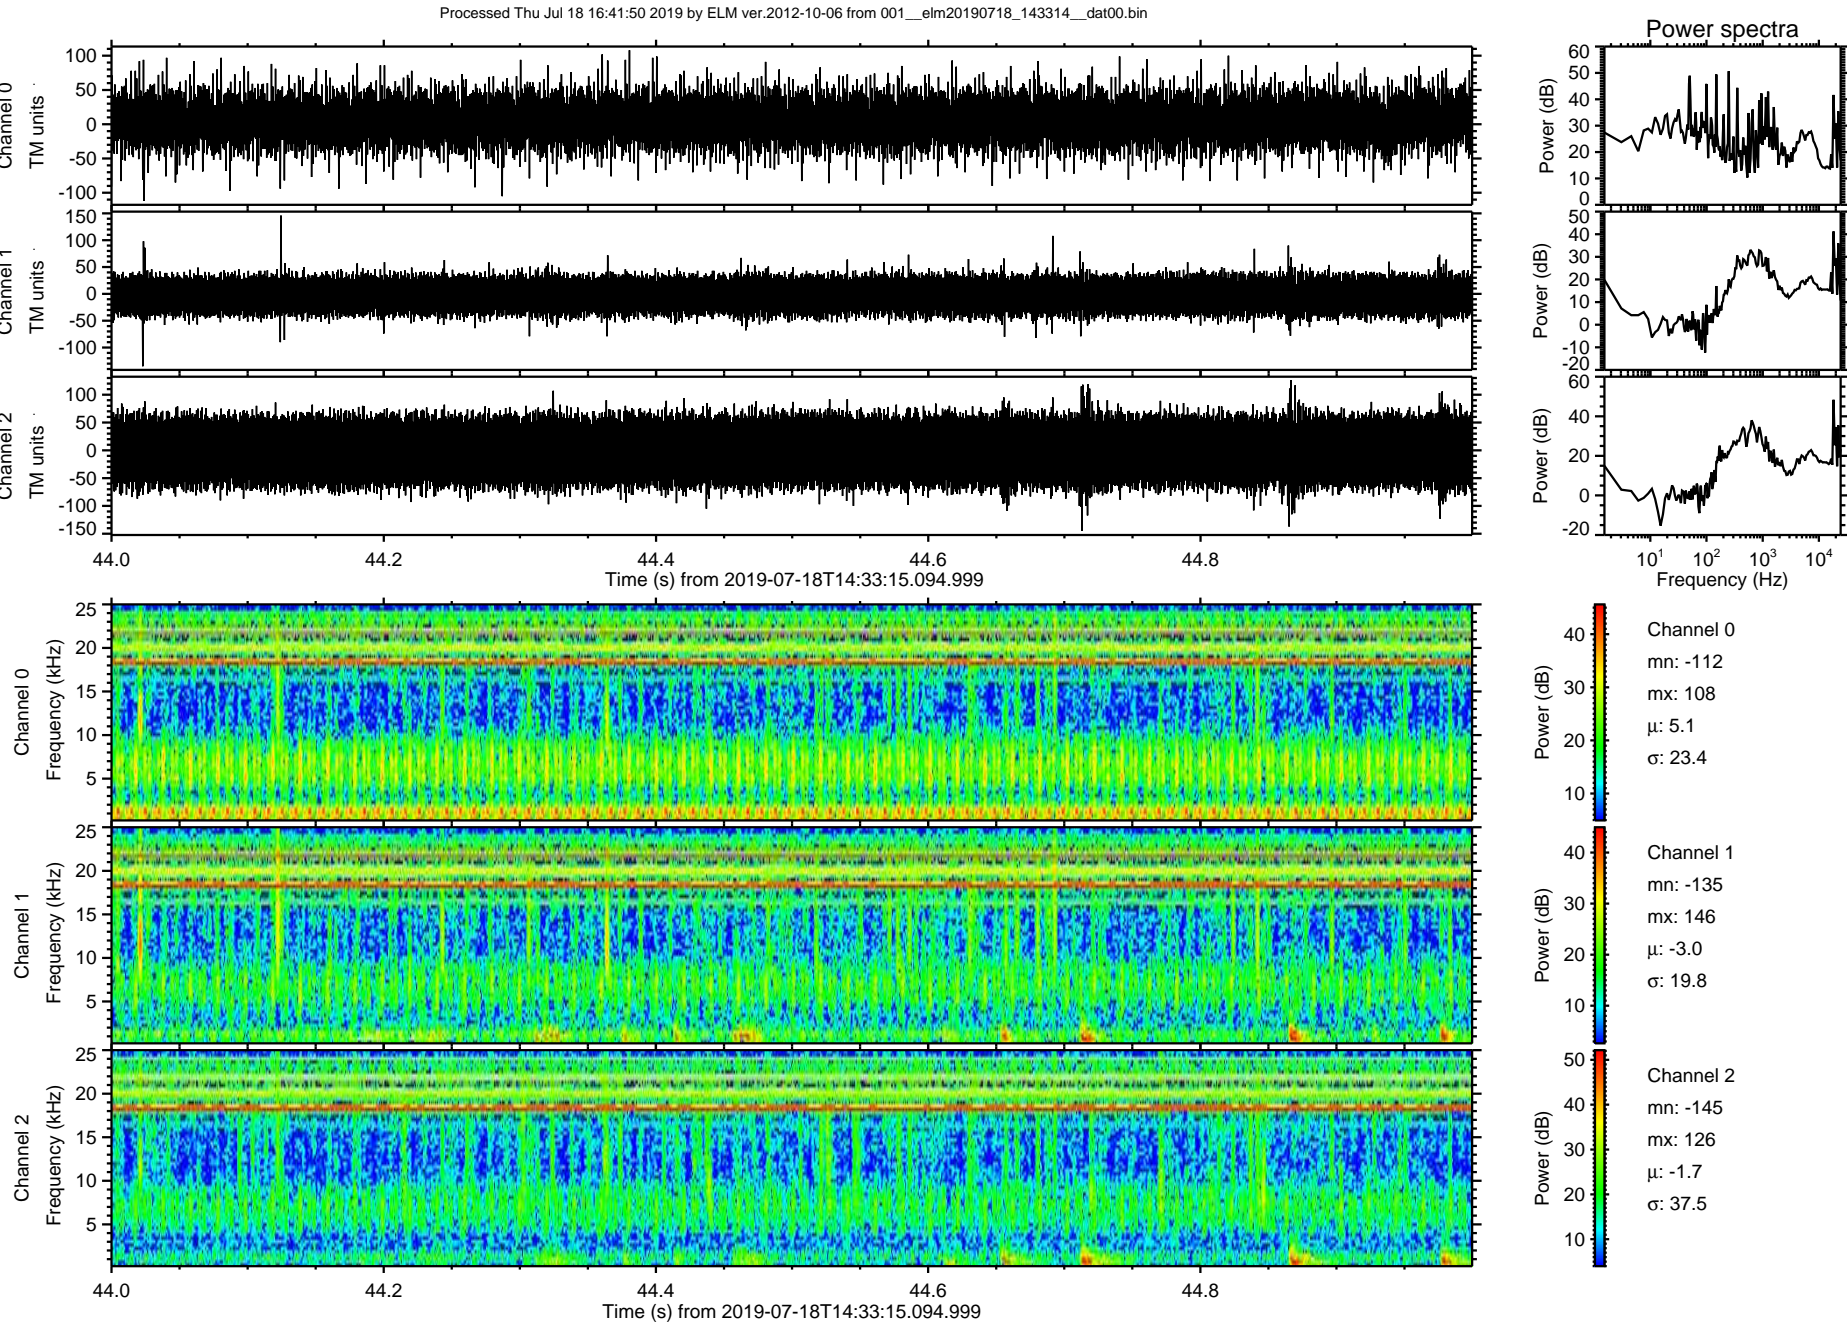 Processed Thu Jul 18 16:41:50 2019 by ELM ver.2012-10-06 from 001__elm20190718_143314__dat00.bin
Power spectra
Channel 0
TM units
100
50
0
-50
-100
Power (dB)
60
50
40
30
20
10
0
Channel 1
TM units
150
100
50
0
-50
-100
Power (dB)
50
40
30
20
10
0
-10
-20
Channel 2
TM units
100
50
0
-50
-100
-150
Power (dB)
60
40
20
0
-20
44.0 44.2 44.4 44.6 44.8
Time (s) from 2019-07-18T14:33:15.094.999
10¹ 10² 10³ 10⁴
Frequency (Hz)
Channel 0
Frequency (kHz)
25
20
15
10
5
Power (dB)
40
30
20
10
Channel 0
mn: -112
mx: 108
μ: 5.1
σ: 23.4
Channel 1
Frequency (kHz)
25
20
15
10
5
Power (dB)
40
30
20
10
Channel 1
mn: -135
mx: 146
μ: -3.0
σ: 19.8
Channel 2
Frequency (kHz)
25
20
15
10
5
Power (dB)
50
40
30
20
10
Channel 2
mn: -145
mx: 126
μ: -1.7
σ: 37.5
44.0 44.2 44.4 44.6 44.8
Time (s) from 2019-07-18T14:33:15.094.999